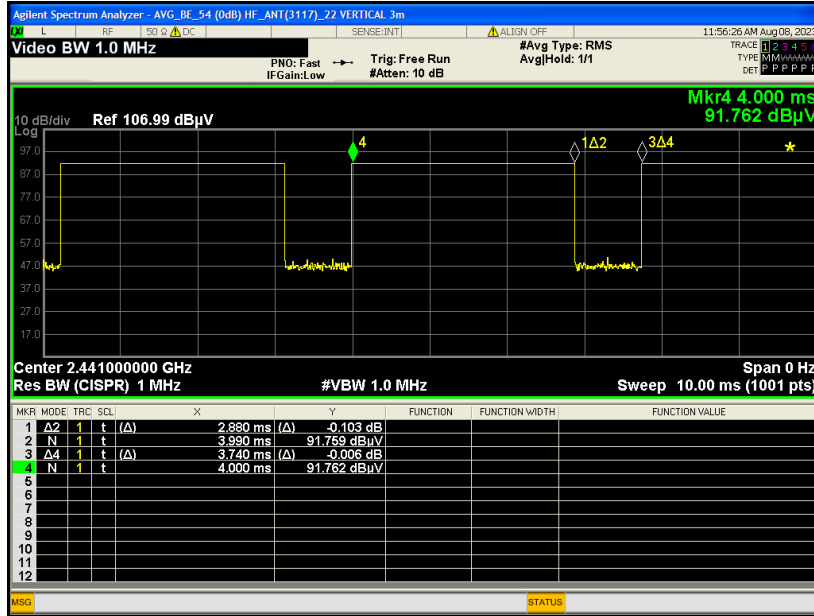 Agilent Spectrum Analyzer - AVG_BE_54 (0dB) HF_ANT(3117)_22 VERTICAL 3m
LXI L RF 50 Ω DC SENSE:INT ALIGN OFF 11:56:26 AM Aug 08, 2023
Video BW 1.0 MHz
PNO: Fast
IFGain:Low
Trig: Free Run
#Atten: 10 dB
#Avg Type: RMS
Avg|Hold: 1/1
TRACE 1 2 3 4 5 6
TYPE MMWWWW
DET P P P P P P
Mkr4 4.000 ms
91.762 dBµV
10 dB/div Ref 106.99 dBµV
Log
97.0
87.0
77.0
67.0
57.0
47.0
37.0
27.0
17.0
4
1Δ2
3Δ4
*
Center 2.441000000 GHz Span 0 Hz
Res BW (CISPR) 1 MHz #VBW 1.0 MHz Sweep 10.00 ms (1001 pts)
MKR MODE TRC SCL X Y FUNCTION FUNCTION WIDTH FUNCTION VALUE
1 Δ2 1 t (Δ) 2.880 ms (Δ) -0.103 dB
2 N 1 t 3.990 ms 91.759 dBµV
3 Δ4 1 t (Δ) 3.740 ms (Δ) -0.006 dB
4 N 1 t 4.000 ms 91.762 dBµV
5
6
7
8
9
10
11
12
MSG STATUS